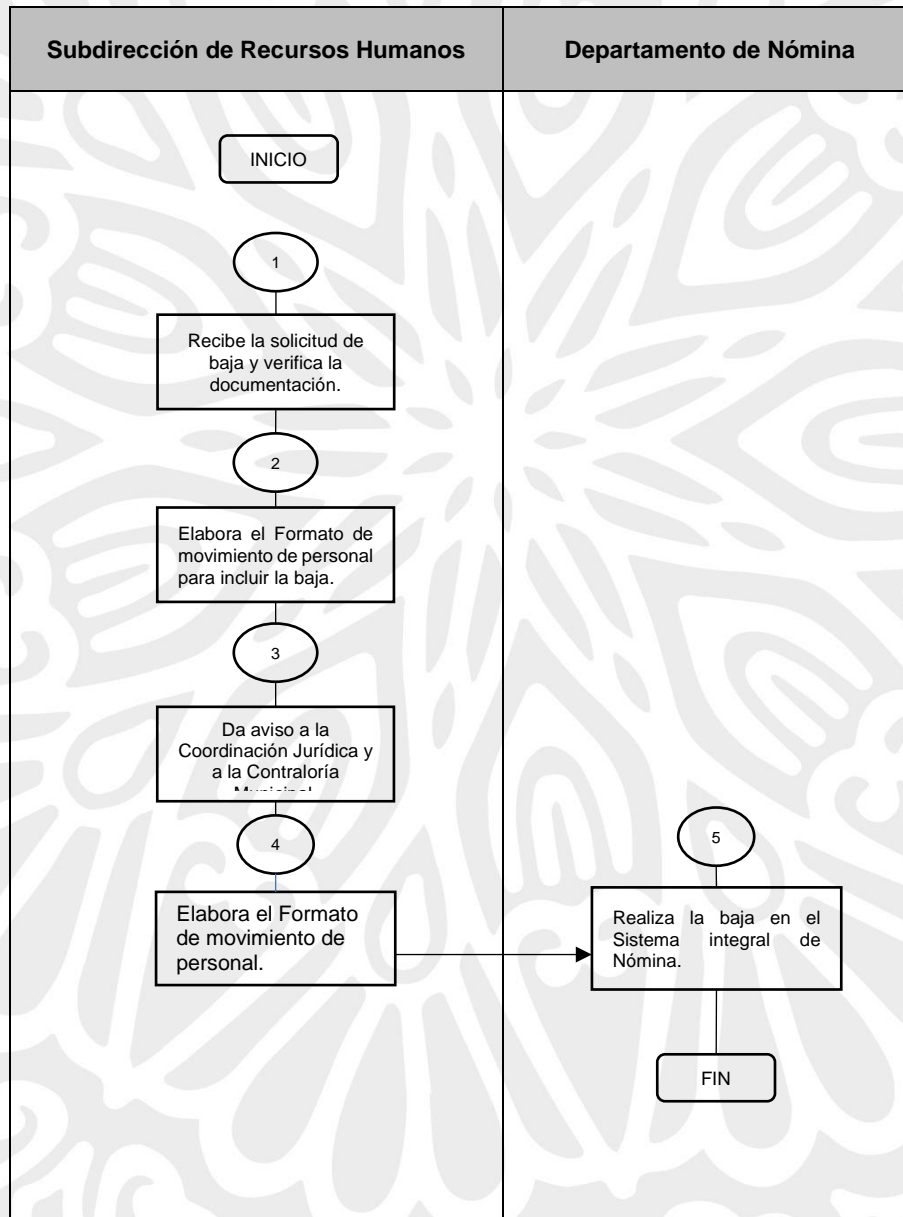 Subdirección de Recursos Humanos
Departamento de Nómina
INICIO
1
Recibe la solicitud de
baja y verifica la
documentación.
2
Elabora el Formato de
movimiento de personal
para incluir la baja.
3
Da aviso a la
Coordinación Jurídica y
a la Contraloría
4
Elabora el Formato
de movimiento de
personal.
5
Realiza la baja en el
Sistema integral de
Nómina.
FIN